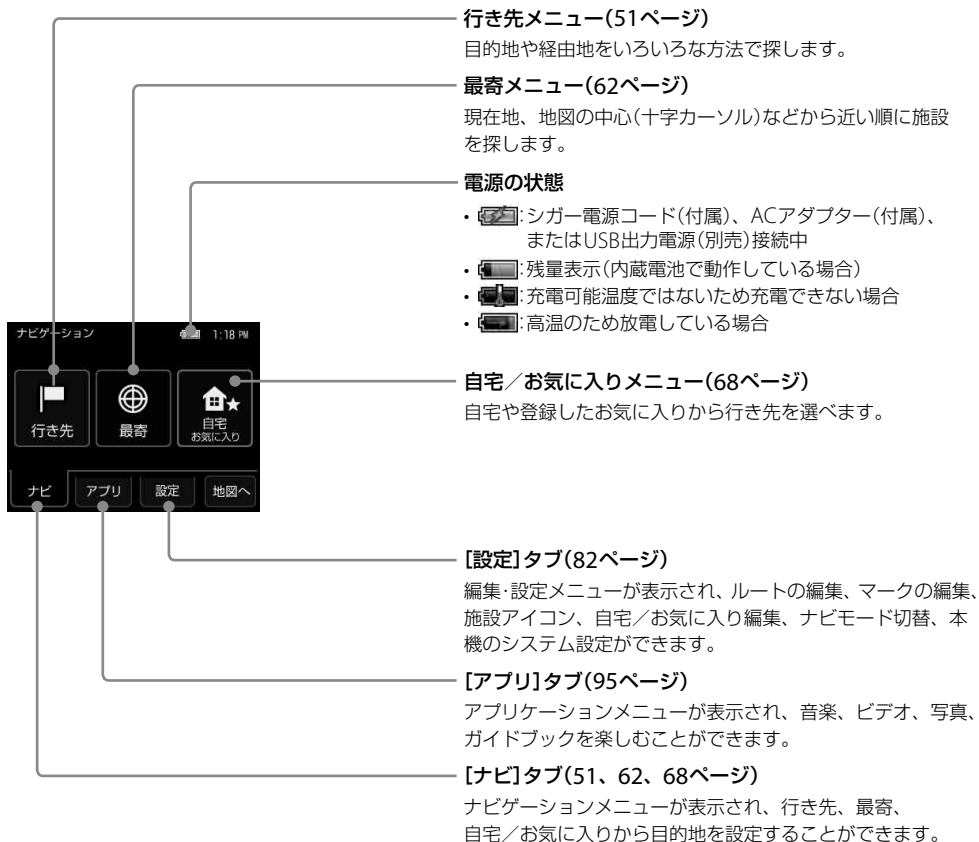 行き先メニュー(51ページ)
目的地や経由地をいろいろな方法で探します。
最寄メニュー(62ページ)
現在地、地図の中心(十字カーソル)などから近い順に施設
を探します。
電源の状態
• :シガー電源コード(付属)、ACアダプター(付属)、
またはUSB出力電源(別売)接続中
• :残量表示(内蔵電池で動作している場合)
• :充電可能温度ではないため充電できない場合
• :高温のため放電している場合
ナビゲーション 1:18 PM
行き先 最寄 自宅
お気に入り
ナビ アプリ 設定 地図へ
自宅/お気に入りメニュー(68ページ)
自宅や登録したお気に入りから行き先を選べます。
[設定]タブ(82ページ)
編集・設定メニューが表示され、ルートの編集、マークの編集、
施設アイコン、自宅/お気に入り編集、ナビモード切替、本
機のシステム設定ができます。
[アプリ]タブ(95ページ)
アプリケーションメニューが表示され、音楽、ビデオ、写真、
ガイドブックを楽しむことができます。
[ナビ]タブ(51、62、68ページ)
ナビゲーションメニューが表示され、行き先、最寄、
自宅/お気に入りから目的地を設定することができます。